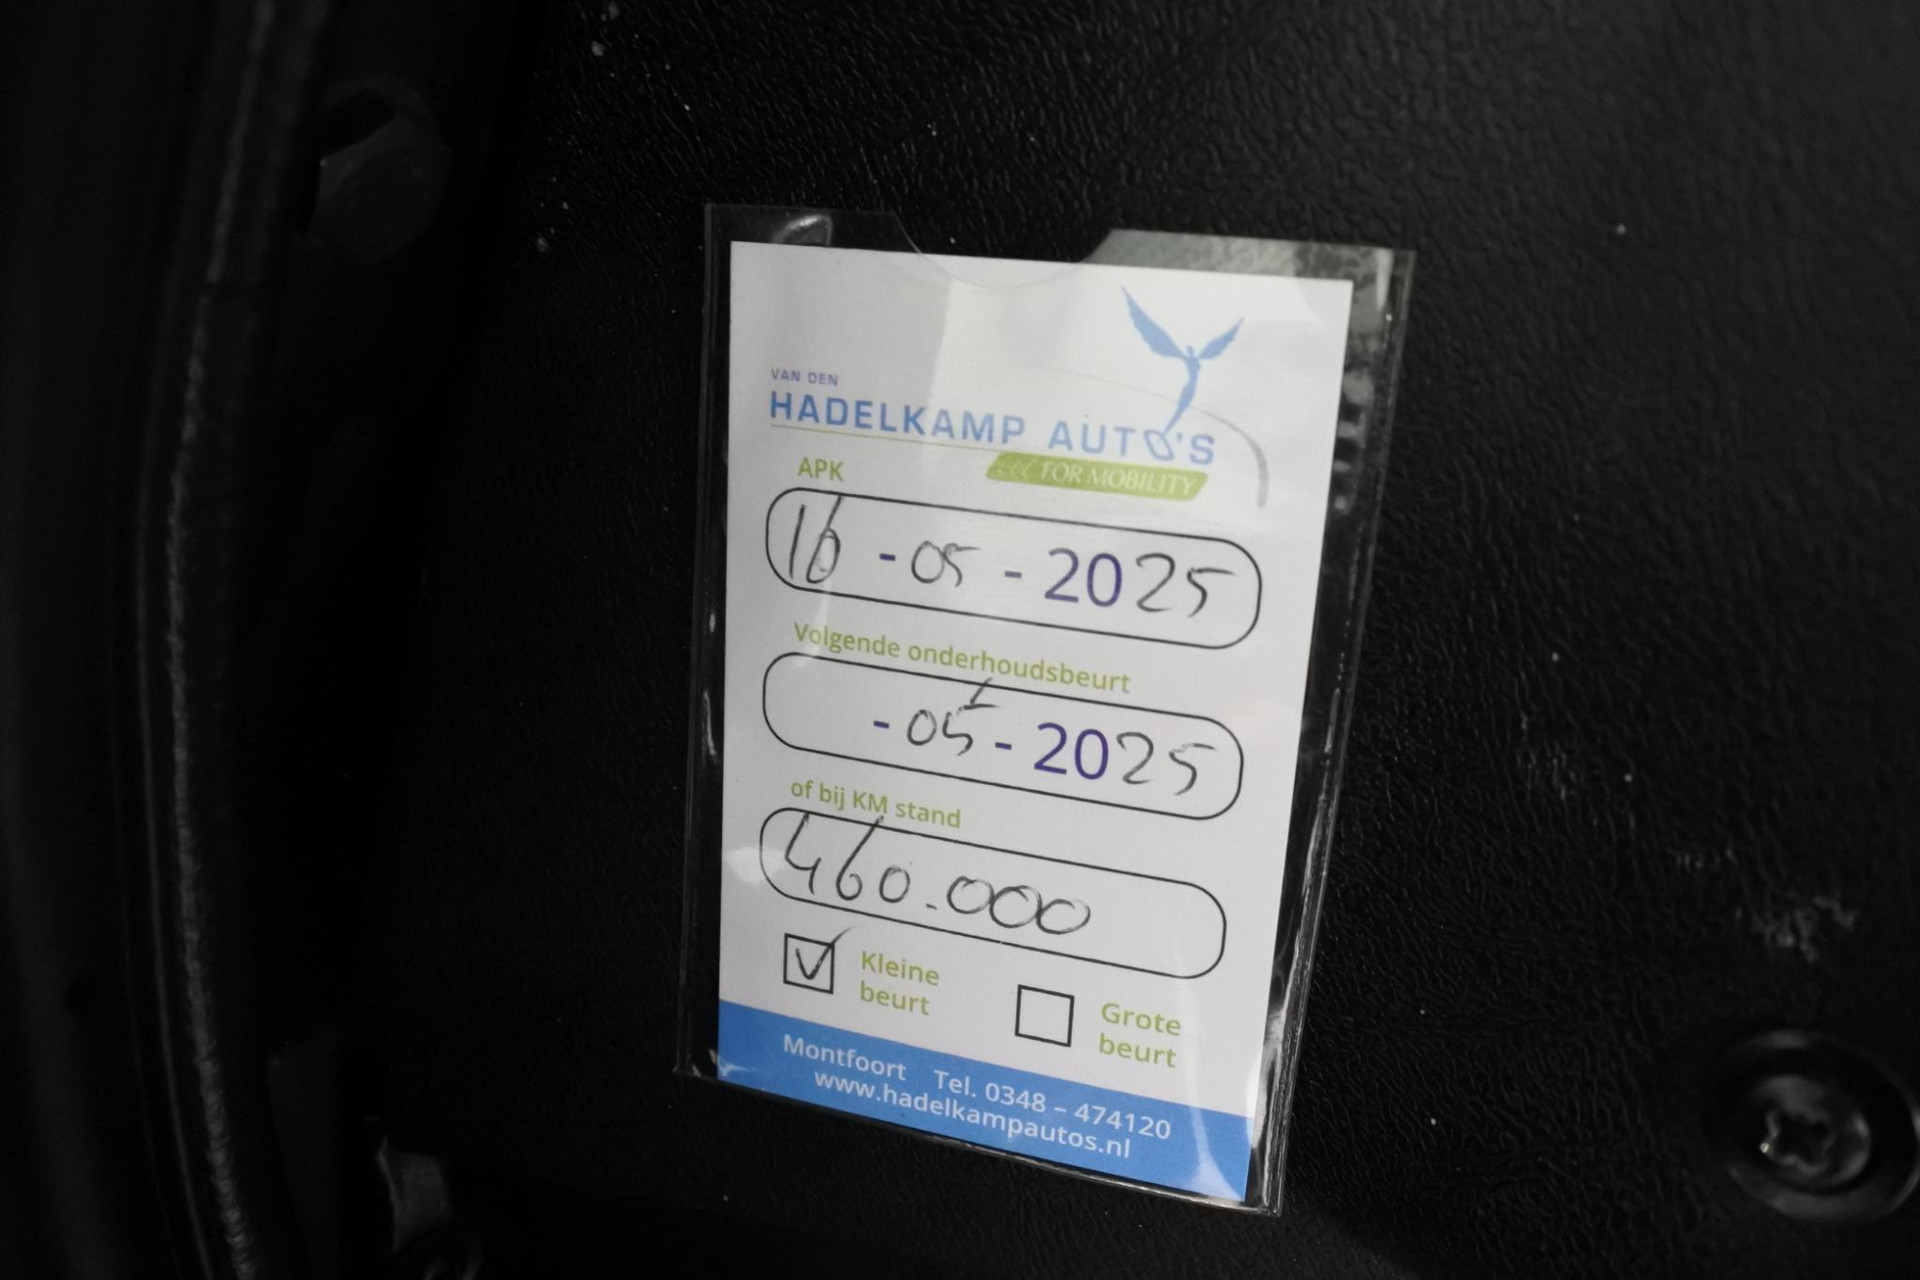 VAN DEN
HADELKAMP AUTO'S
FOR MOBILITY
APK
16 - 05 - 2025
Volgende onderhoudsbeurt
- 05 - 2025
of bij KM stand
460.000
Kleine
beurt
Grote
beurt
Montfoort Tel. 0348 – 474120
www.hadelkampautos.nl